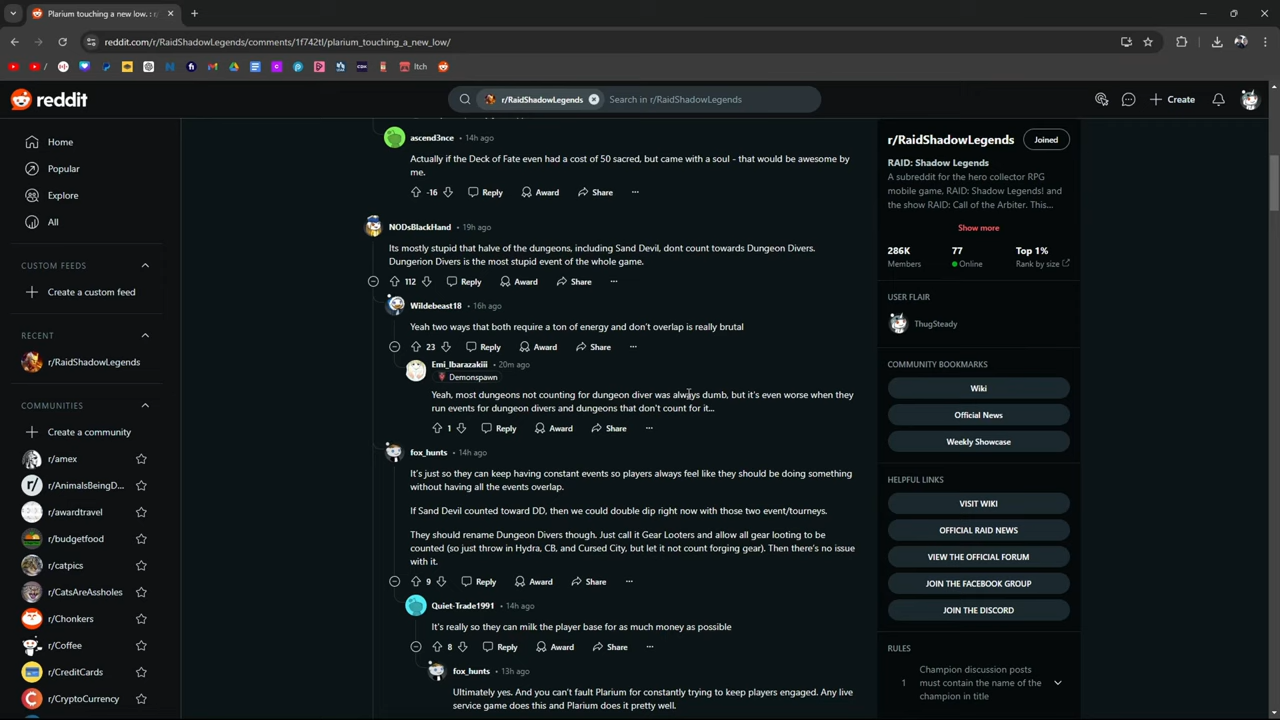 Plarium touching a new low. : r
reddit.com/r/RaidShadowLegends/comments/1f742tl/plarium_touching_a_new_low/
Itch
reddit
r/RaidShadowLegends
Search in r/RaidShadowLegends
Create
Home
Popular
Explore
All
CUSTOM FEEDS
Create a custom feed
RECENT
r/RaidShadowLegends
COMMUNITIES
Create a community
r/amex
r/AnimalsBeingD...
r/awardtravel
r/budgetfood
r/catpics
r/CatsAreAssholes
r/Chonkers
r/Coffee
r/CreditCards
r/CryptoCurrency
ascend3nce • 14h ago
Actually if the Deck of Fate even had a cost of 50 sacred, but came with a soul - that would be awesome by
me.
-16 Reply Award Share ...
NODsBlackHand • 19h ago
Its mostly stupid that halve of the dungeons, including Sand Devil, dont count towards Dungeon Divers.
Dungerion Divers is the most stupid event of the whole game.
112 Reply Award Share ...
Wildebeast18 • 16h ago
Yeah two ways that both require a ton of energy and don't overlap is really brutal
23 Reply Award Share ...
Emi_Ibarazakiii • 20m ago
Demonspawn
Yeah, most dungeons not counting for dungeon diver was always dumb, but it's even worse when they
run events for dungeon divers and dungeons that don't count for it...
1 Reply Award Share ...
fox_hunts • 14h ago
It's just so they can keep having constant events so players always feel like they should be doing something
without having all the events overlap.
If Sand Devil counted toward DD, then we could double dip right now with those two event/tourneys.
They should rename Dungeon Divers though. Just call it Gear Looters and allow all gear looting to be
counted (so just throw in Hydra, CB, and Cursed City, but let it not count forging gear). Then there's no issue
with it.
9 Reply Award Share ...
Quiet-Trade1991 • 14h ago
It's really so they can milk the player base for as much money as possible
8 Reply Award Share ...
fox_hunts • 13h ago
Ultimately yes. And you can't fault Plarium for constantly trying to keep players engaged. Any live
service game does this and Plarium does it pretty well.
r/RaidShadowLegends
Joined
RAID: Shadow Legends
A subreddit for the hero collector RPG
mobile game, RAID: Shadow Legends! and
the show RAID: Call of the Arbiter. This...
Show more
286K 77 Top 1%
Members Online Rank by size
USER FLAIR
ThugSteady
COMMUNITY BOOKMARKS
Wiki
Official News
Weekly Showcase
HELPFUL LINKS
VISIT WIKI
OFFICIAL RAID NEWS
VIEW THE OFFICIAL FORUM
JOIN THE FACEBOOK GROUP
JOIN THE DISCORD
RULES
1 Champion discussion posts
must contain the name of the
champion in title